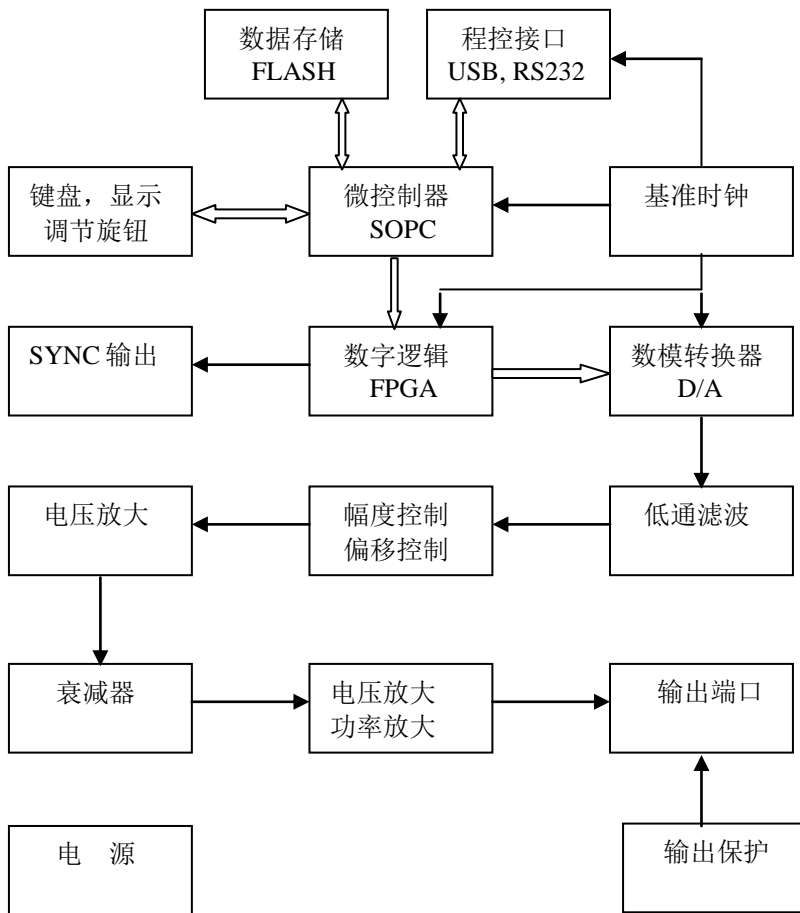 数据存储
FLASH
程控接口
USB, RS232
键盘，显示
调节旋钮
微控制器
SOPC
基准时钟
SYNC 输出
数字逻辑
FPGA
数模转换器
D/A
电压放大
幅度控制
偏移控制
低通滤波
衰减器
电压放大
功率放大
输出端口
电 源
输出保护